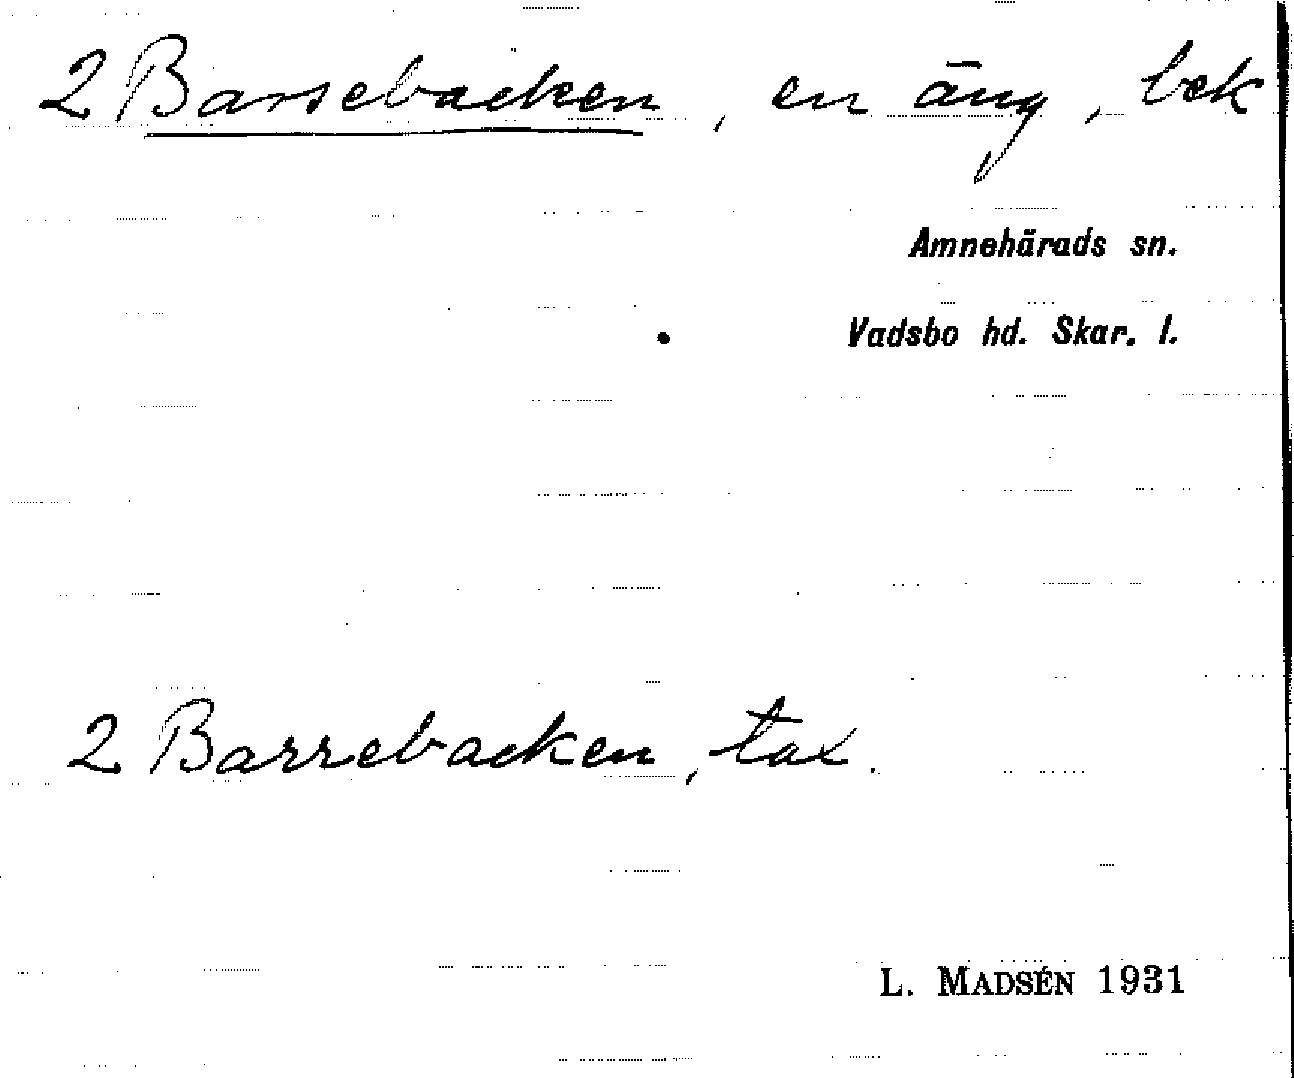 2 Barsebacken, en äng, bek
Amnehärads sn.
Vadsbo hd. Skar. l.
2 Barrebacken, tax.
L. MADSÉN 1931